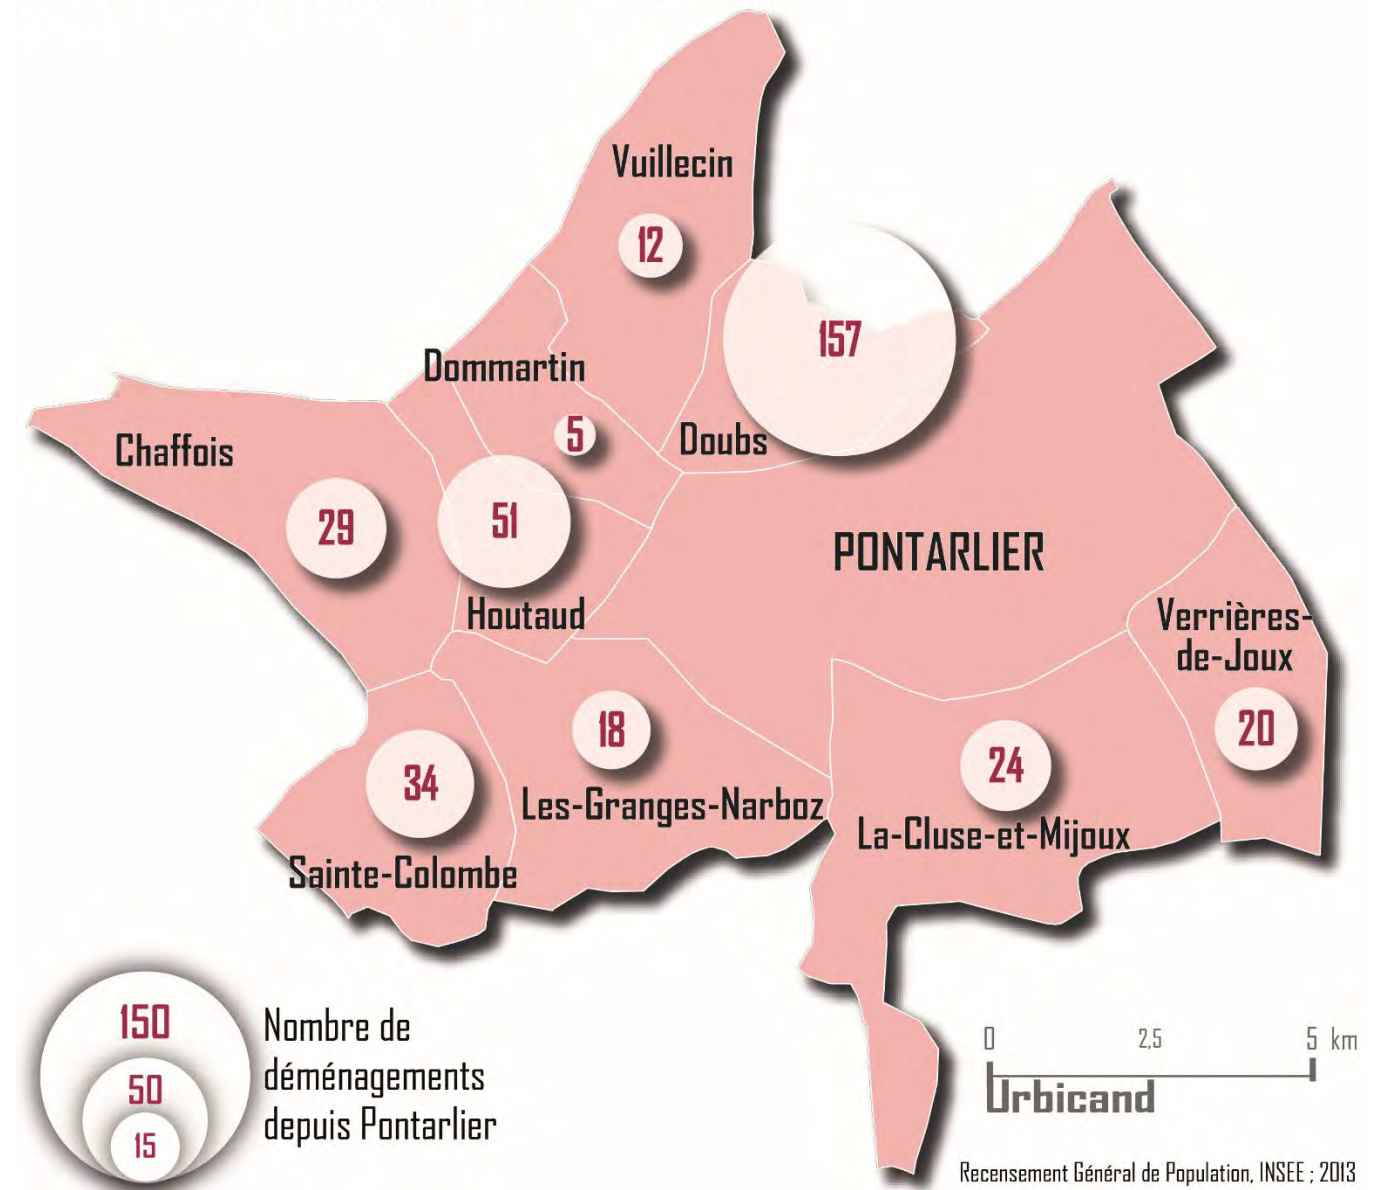 Vuillecin
12
157
Dommartin
5
Doubs
Chaffois
29
51
PONTARLIER
Houtaud
Verrières-
de-Joux
20
18
24
34
Les-Granges-Narboz
La-Cluse-et-Mijoux
Sainte-Colombe
150
50
15
Nombre de
déménagements
depuis Pontarlier
0 2,5 5 km
Urbicand
Recensement Général de Population, INSEE ; 2013